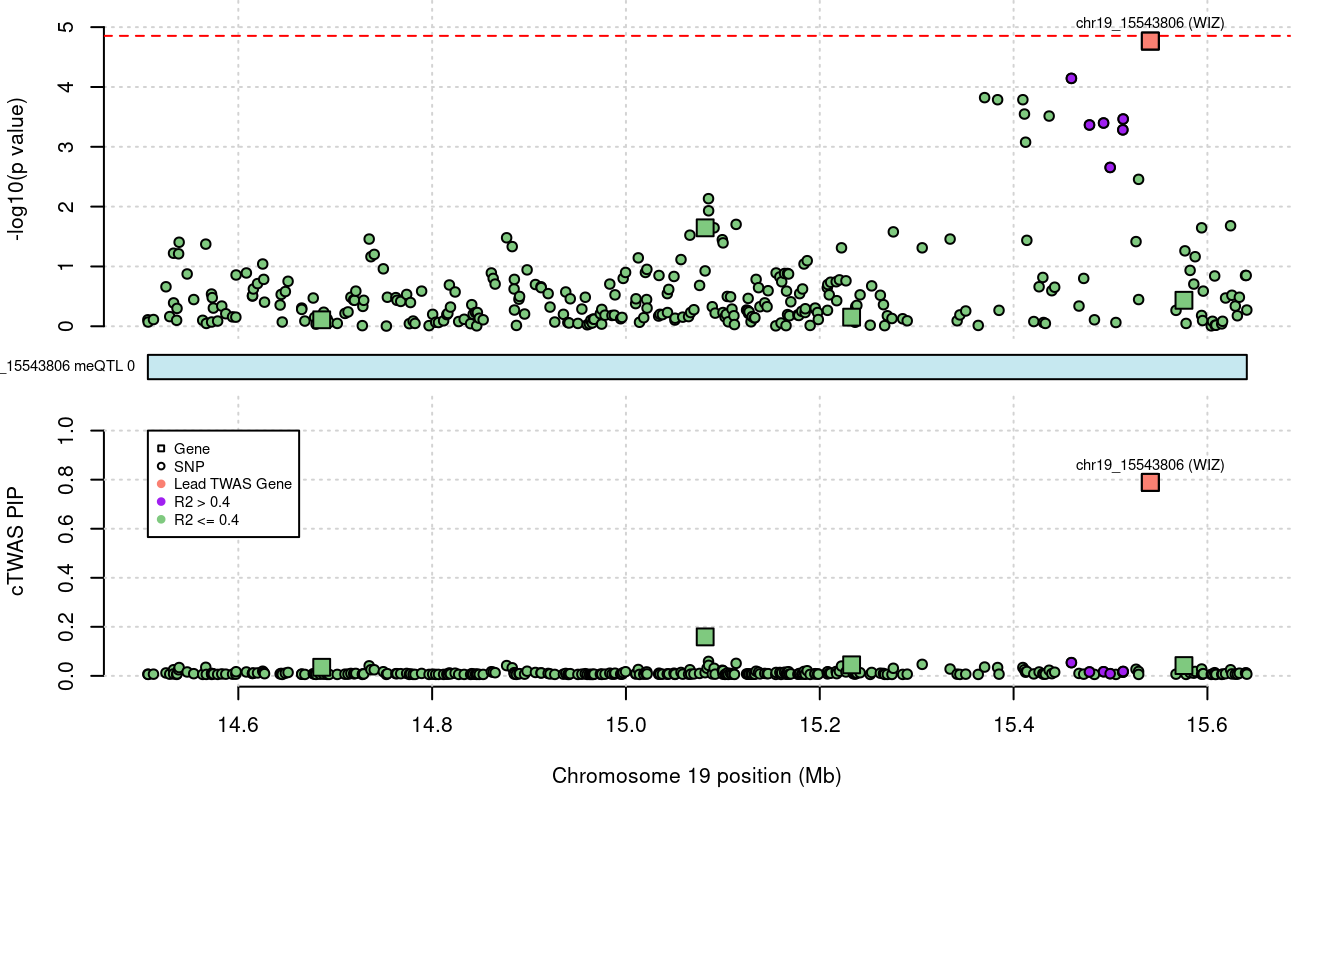 chr19_15543806 (WIZ)
5
4
3
2
1
0
-log10(p value)
_15543806 meQTL 0
1.0
0.8
0.6
0.4
0.2
0.0
cTWAS PIP
Gene
SNP
Lead TWAS Gene
R2 > 0.4
R2 <= 0.4
chr19_15543806 (WIZ)
14.6 14.8 15.0 15.2 15.4 15.6
Chromosome 19 position (Mb)